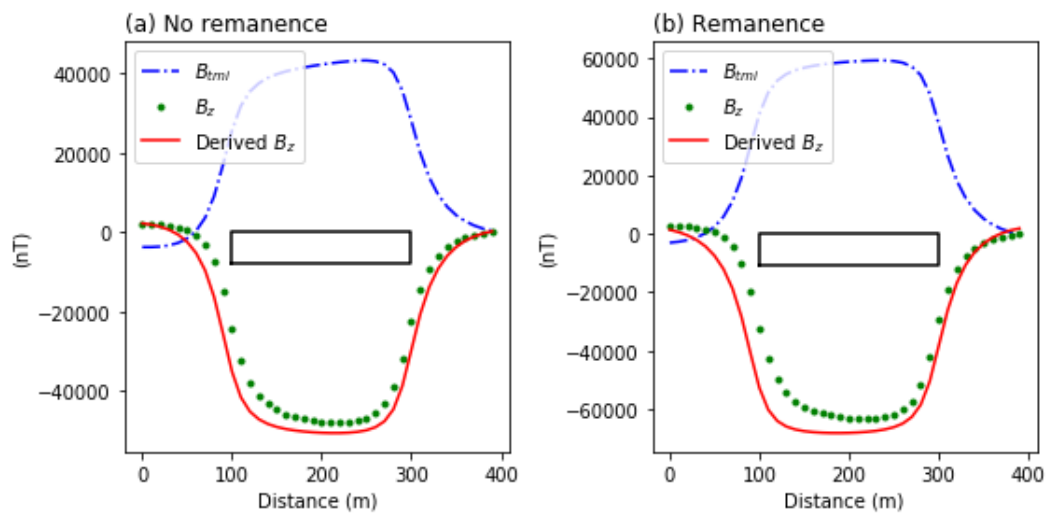 (a) No remanence
B_tmi
B_z
Derived B_z
40000
20000
0
−20000
−40000
(nT)
0
100
200
300
400
Distance (m)
(b) Remanence
B_tmi
B_z
Derived B_z
60000
40000
20000
0
−20000
−40000
−60000
(nT)
0
100
200
300
400
Distance (m)